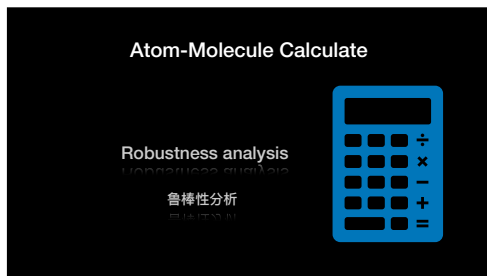 Atom-Molecule Calculate
Robustness analysis
鲁棒性分析
÷
×
−
+
=